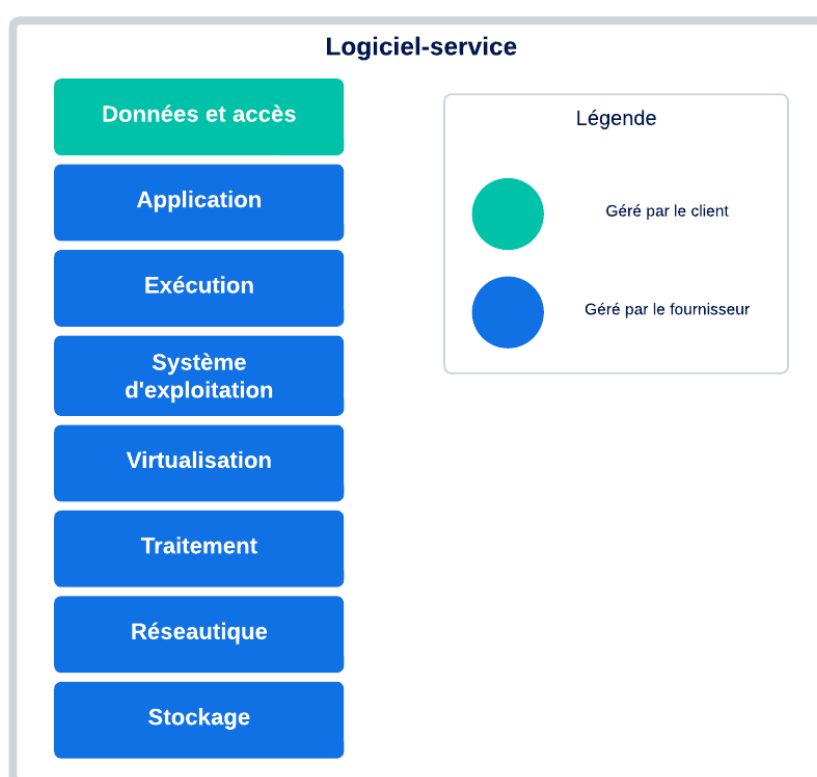 Logiciel-service
Données et accès
Application
Exécution
Système
d'exploitation
Virtualisation
Traitement
Réseautique
Stockage
Légende
Géré par le client
Géré par le fournisseur